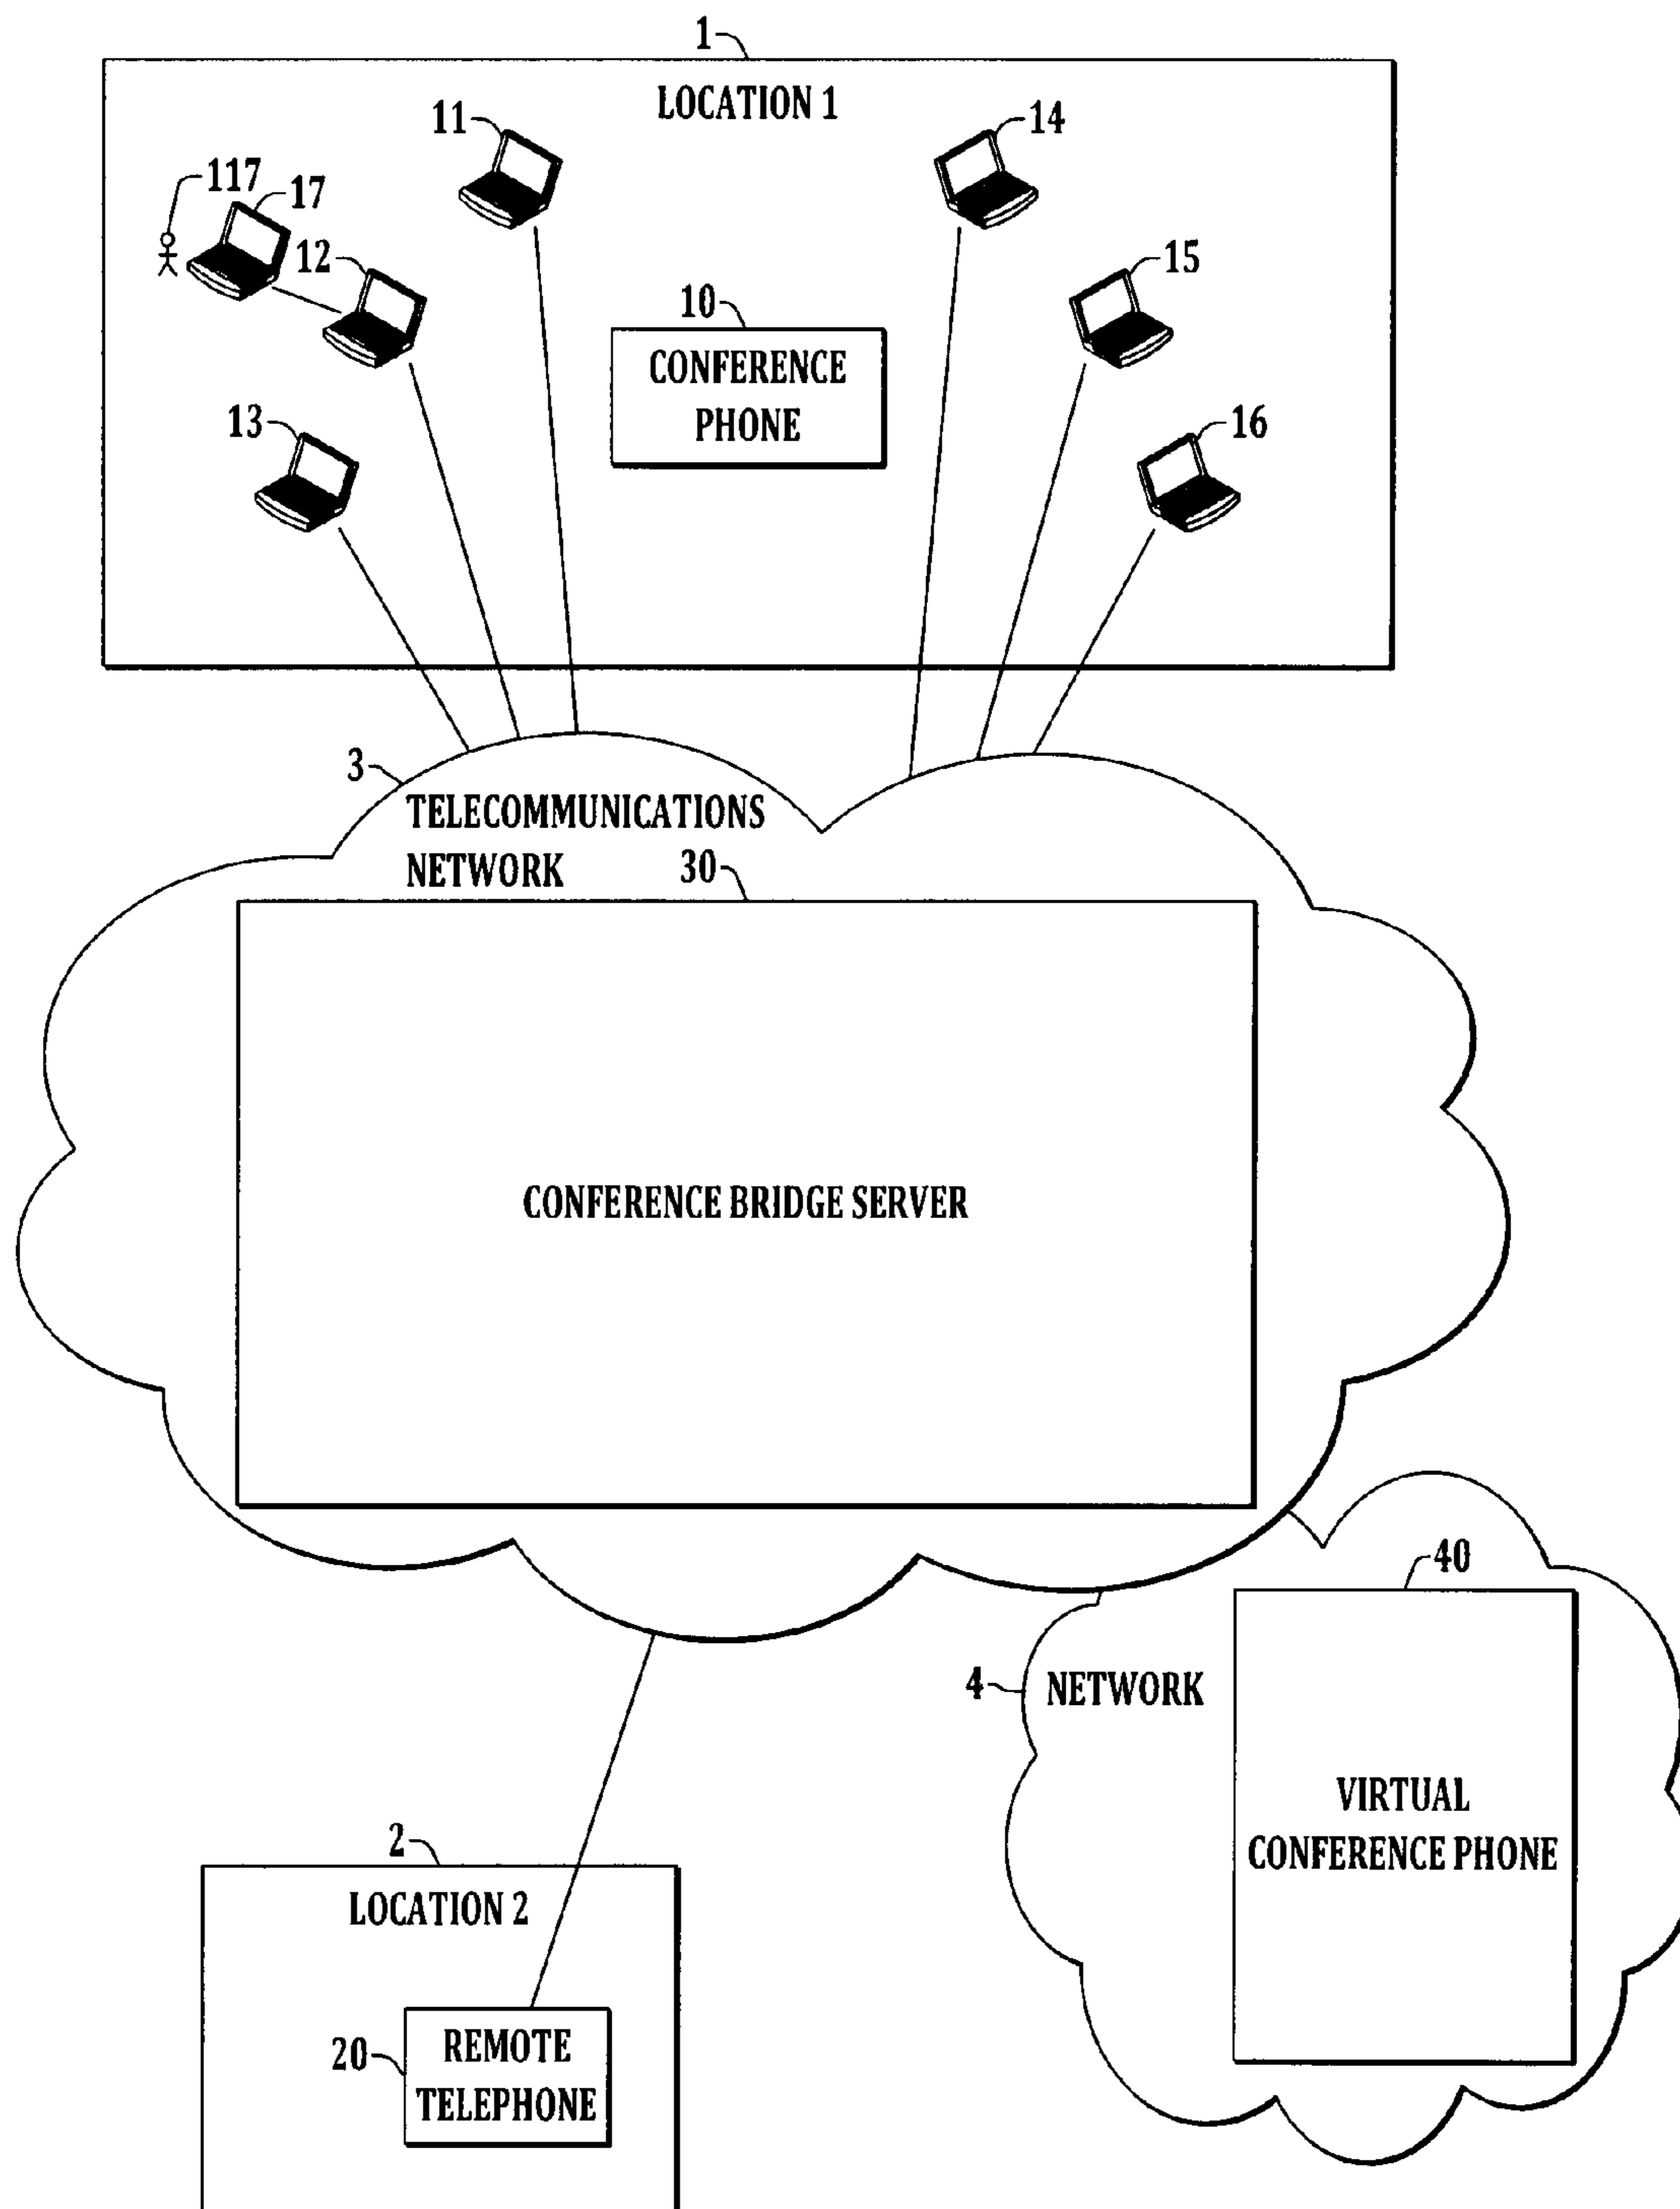 1
LOCATION 1
11
14
117
17
12
15
10
CONFERENCE
PHONE
13
16
3
TELECOMMUNICATIONS
NETWORK
30
CONFERENCE BRIDGE SERVER
40
4
NETWORK
VIRTUAL
CONFERENCE PHONE
2
LOCATION 2
20
REMOTE
TELEPHONE